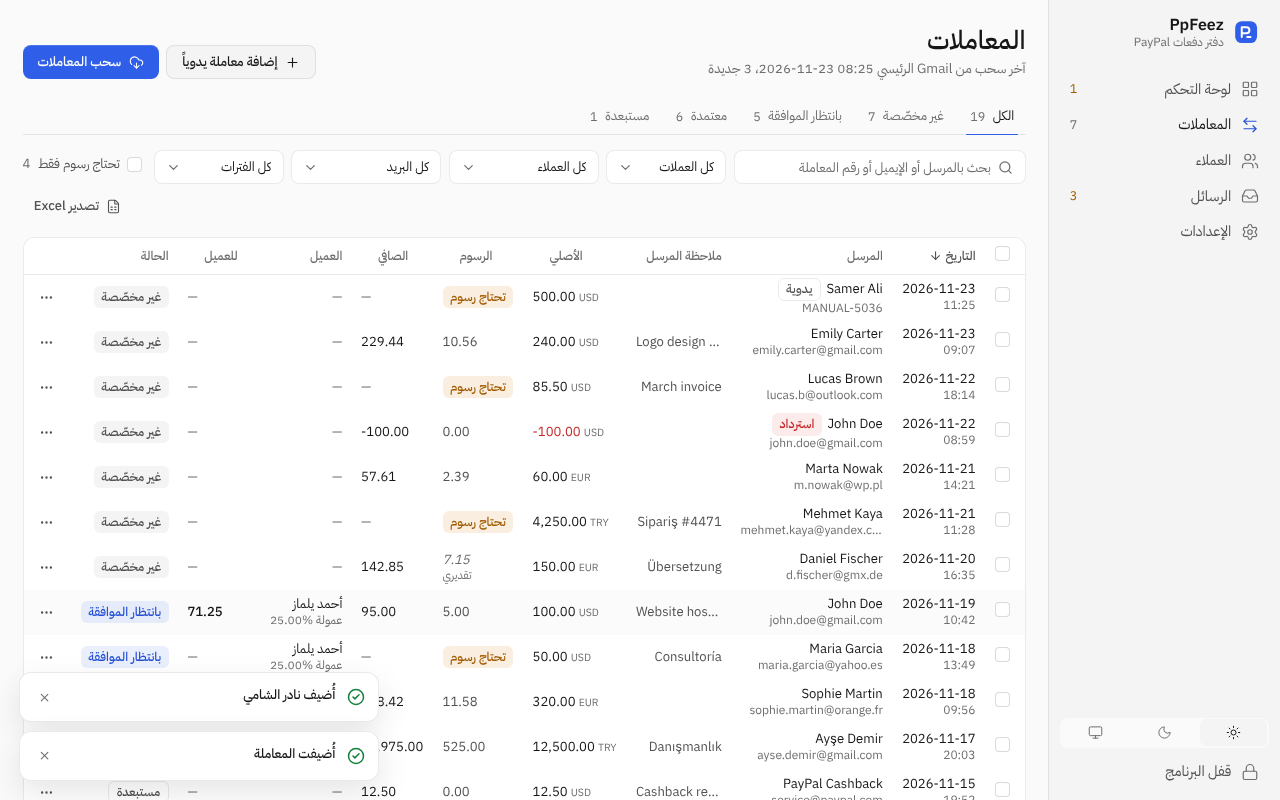 PpFeez
دفتر دفعات PayPal
لوحة التحكم 1
المعاملات 7
العملاء
الرسائل 3
الإعدادات
قفل البرنامج
المعاملات
آخر سحب من Gmail الرئيسي 08:25 23-11-2026، 3 جديدة
إضافة معاملة يدوياً
سحب المعاملات
الكل 19 غير مخصّصة 7 بانتظار الموافقة 5 معتمدة 6 مستبعدة 1
بحث بالمرسل أو الإيميل أو رقم المعاملة
كل العملات
كل العملاء
كل البريد
كل الفترات
تحتاج رسوم فقط 4
تصدير Excel
التاريخ ↓ المرسل ملاحظة المرسل الأصلي الرسوم الصافي العميل للعميل الحالة
2026-11-23 Samer Ali يدوية 500.00 USD تحتاج رسوم — — — غير مخصّصة
11:25 MANUAL-5036
2026-11-23 Emily Carter Logo design ... 240.00 USD 10.56 229.44 — — غير مخصّصة
09:07 emily.carter@gmail.com
2026-11-22 Lucas Brown March invoice 85.50 USD تحتاج رسوم — — — غير مخصّصة
18:14 lucas.b@outlook.com
2026-11-22 John Doe استرداد -100.00 USD 0.00 -100.00 — — غير مخصّصة
08:59 john.doe@gmail.com
2026-11-21 Marta Nowak 60.00 EUR 2.39 57.61 — — غير مخصّصة
14:21 m.nowak@wp.pl
2026-11-21 Mehmet Kaya Sipariş #4471 4,250.00 TRY تحتاج رسوم — — — غير مخصّصة
11:28 mehmet.kaya@yandex.c...
2026-11-20 Daniel Fischer Übersetzung 150.00 EUR 7.15 142.85 — — غير مخصّصة
16:35 d.fischer@gmx.de تقديري
2026-11-19 John Doe Website hos... 100.00 USD 5.00 95.00 أحمد يلماز 71.25 بانتظار الموافقة
10:42 john.doe@gmail.com عمولة 25.00%
2026-11-18 Maria Garcia Consultoría 50.00 USD تحتاج رسوم — أحمد يلماز — بانتظار الموافقة
13:49 maria.garcia@yahoo.es عمولة 25.00%
2026-11-18 Sophie Martin 320.00 EUR 11.58 8.42
09:56 sophie.martin@orange.fr
2026-11-17 Ayşe Demir Danışmanlık 12,500.00 TRY 525.00 975.00
20:03 ayse.demir@gmail.com
2026-11-15 PayPal Cashback Cashback re... 12.50 USD 0.00 12.50 — — مستبعدة
أُضيف نادر الشامي
أُضيفت المعاملة